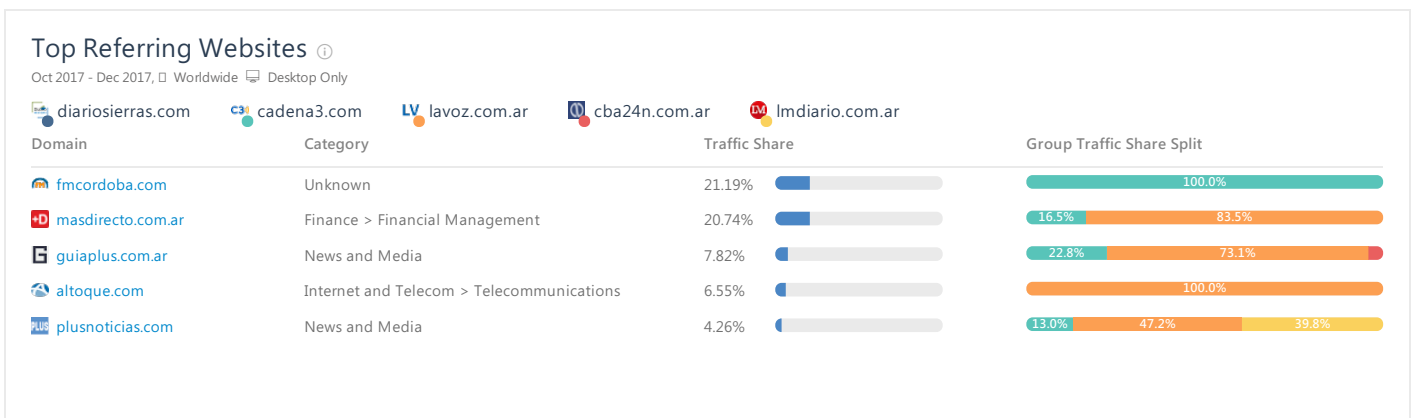 Top Referring Websites
Oct 2017 - Dec 2017, Worldwide Desktop Only
diariosierras.com C3 cadena3.com LV lavoz.com.ar cba24n.com.ar LM lmdiario.com.ar
Domain Category Traffic Share Group Traffic Share Split
fmcordoba.com Unknown 21.19% 100.0%
+D masdirecto.com.ar Finance > Financial Management 20.74% 16.5% 83.5%
G guiaplus.com.ar News and Media 7.82% 22.8% 73.1%
altoque.com Internet and Telecom > Telecommunications 6.55% 100.0%
PLUS plusnoticias.com News and Media 4.26% 13.0% 47.2% 39.8%